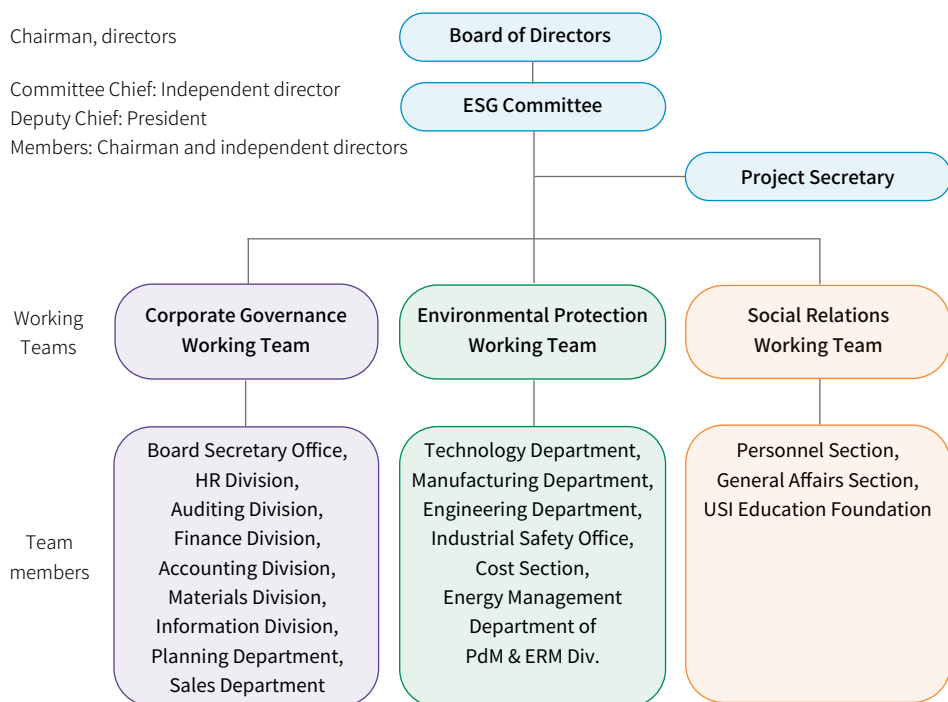 Chairman, directors
Board of Directors
Committee Chief: Independent director
Deputy Chief: President
Members: Chairman and independent directors
ESG Committee
Project Secretary
Working
Teams
Corporate Governance
Working Team
Environmental Protection
Working Team
Social Relations
Working Team
Team
members
Board Secretary Office,
HR Division,
Auditing Division,
Finance Division,
Accounting Division,
Materials Division,
Information Division,
Planning Department,
Sales Department
Technology Department,
Manufacturing Department,
Engineering Department,
Industrial Safety Office,
Cost Section,
Energy Management
Department of
PdM & ERM Div.
Personnel Section,
General Affairs Section,
USI Education Foundation